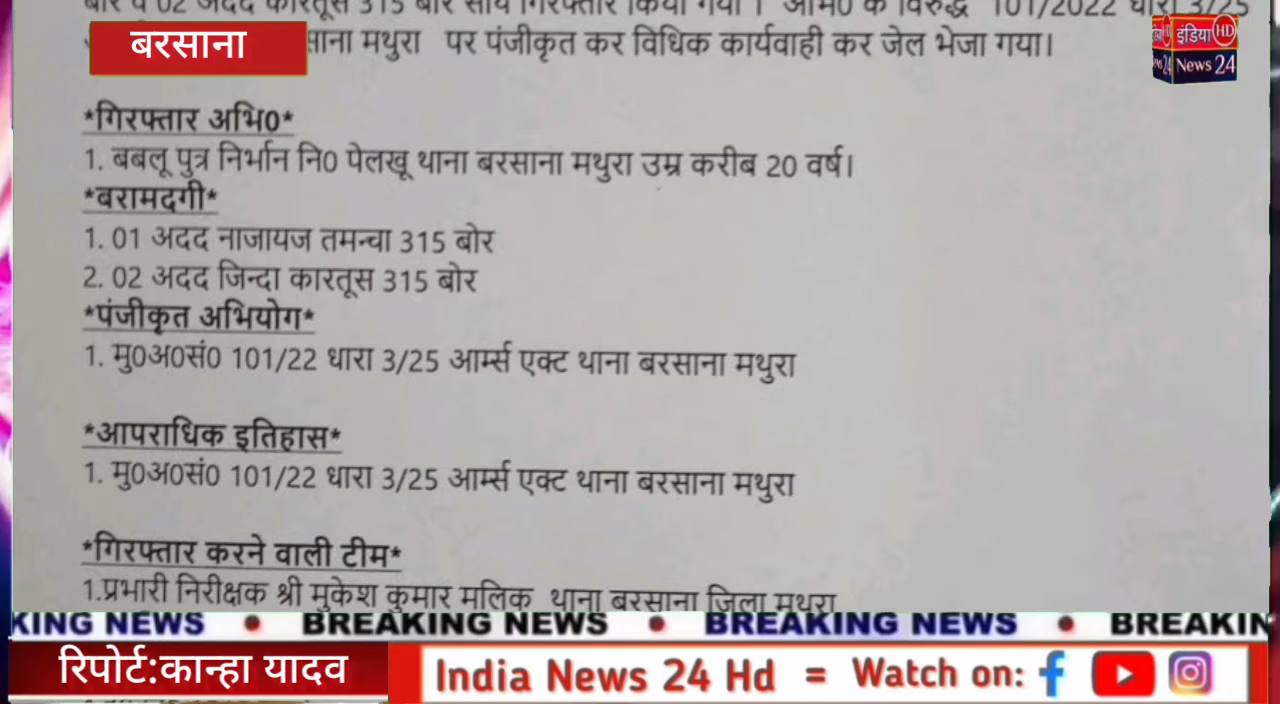 बोर व 02 अदद कारतूस 315 बोर साथ गिरफ्तार किया गया। अभि0 के विरुद्ध 101/2022 धारा 3/25
बरसाना
साना मथुरा पर पंजीकृत कर विधिक कार्यवाही कर जेल भेजा गया।
इंडिया HD
News 24
*गिरफ्तार अभि0*
1. बबलू पुत्र निर्भान नि0 पेलखू थाना बरसाना मथुरा उम्र करीब 20 वर्ष।
*बरामदगी*
1. 01 अदद नाजायज तमन्चा 315 बोर
2. 02 अदद जिन्दा कारतूस 315 बोर
*पंजीकृत अभियोग*
1. मु0अ0सं0 101/22 धारा 3/25 आर्म्स एक्ट थाना बरसाना मथुरा
*आपराधिक इतिहास*
1. मु0अ0सं0 101/22 धारा 3/25 आर्म्स एक्ट थाना बरसाना मथुरा
*गिरफ्तार करने वाली टीम*
1.प्रभारी निरीक्षक श्री मुकेश कुमार मलिक थाना बरसाना जिला मथुरा
KING NEWS • BREAKING NEWS • BREAKING NEWS • BREAKIN
रिपोर्ट:कान्हा यादव
India News 24 Hd = Watch on: